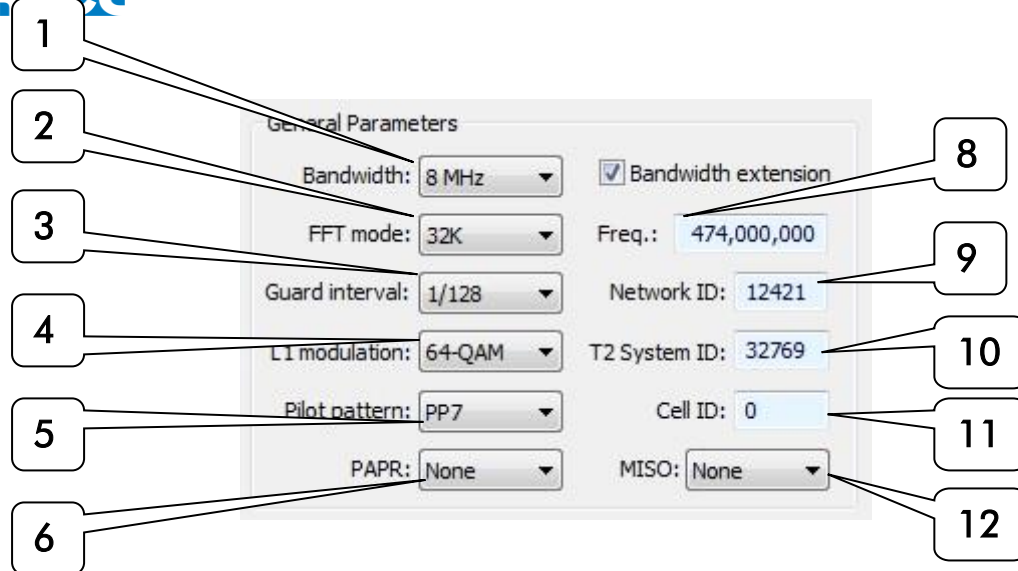 1
2
3
4
5
6
General Parameters
Bandwidth: 8 MHz
Bandwidth extension
FFT mode: 32K
Freq.: 474,000,000
Guard interval: 1/128
Network ID: 12421
L1 modulation: 64-QAM
T2 System ID: 32769
Pilot pattern: PP7
Cell ID: 0
PAPR: None
MISO: None
8
9
10
11
12